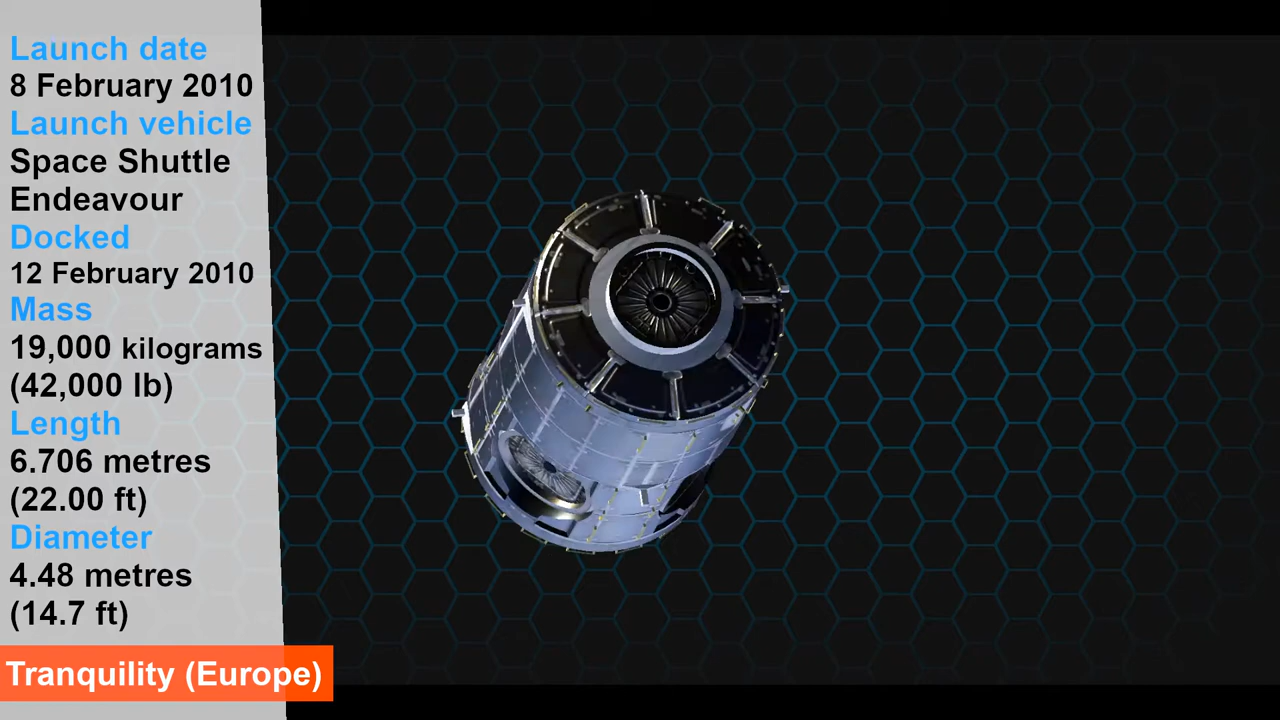 Launch date
8 February 2010
Launch vehicle
Space Shuttle
Endeavour
Docked
12 February 2010
Mass
19,000 kilograms
(42,000 lb)
Length
6.706 metres
(22.00 ft)
Diameter
4.48 metres
(14.7 ft)
Tranquility (Europe)